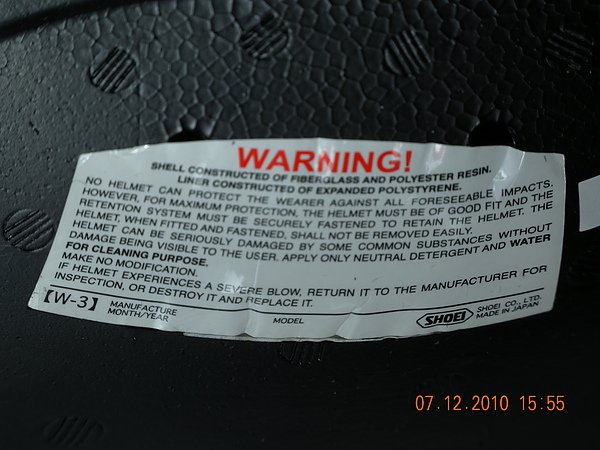 WARNING!
SHELL CONSTRUCTED OF FIBERGLASS AND POLYESTER RESIN.
LINER CONSTRUCTED OF EXPANDED POLYSTYRENE.
NO HELMET CAN PROTECT THE WEARER AGAINST ALL FORESEEABLE IMPACTS.
HOWEVER, FOR MAXIMUM PROTECTION, THE HELMET MUST BE OF GOOD FIT AND THE
RETENTION SYSTEM MUST BE SECURELY FASTENED TO RETAIN THE HELMET. THE
HELMET, WHEN FITTED AND FASTENED, SHALL NOT BE REMOVED EASILY.
HELMET CAN BE SERIOUSLY DAMAGED BY SOME COMMON SUBSTANCES WITHOUT
DAMAGE BEING VISIBLE TO THE USER. APPLY ONLY NEUTRAL DETERGENT AND WATER
FOR CLEANING PURPOSE.
MAKE NO MODIFICATION.
IF HELMET EXPERIENCES A SEVERE BLOW, RETURN IT TO THE MANUFACTURER FOR
INSPECTION, OR DESTROY IT AND REPLACE IT.
【W-3】 MANUFACTURE MONTH/YEAR MODEL SHOEI SHOEI CO., LTD. MADE IN JAPAN
07.12.2010 15:55